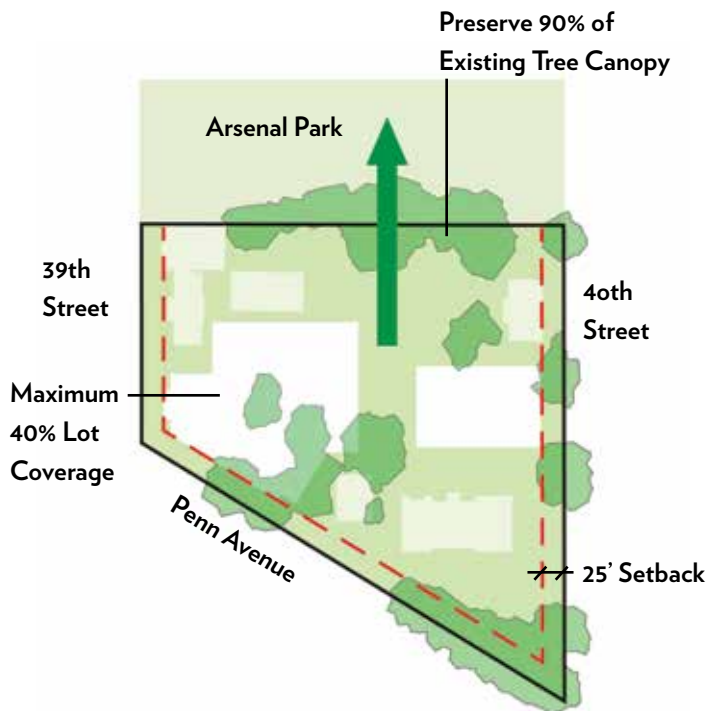 Preserve 90% of
Existing Tree Canopy
Arsenal Park
39th
Street
40th
Street
Maximum
40% Lot
Coverage
Penn Avenue
25’ Setback